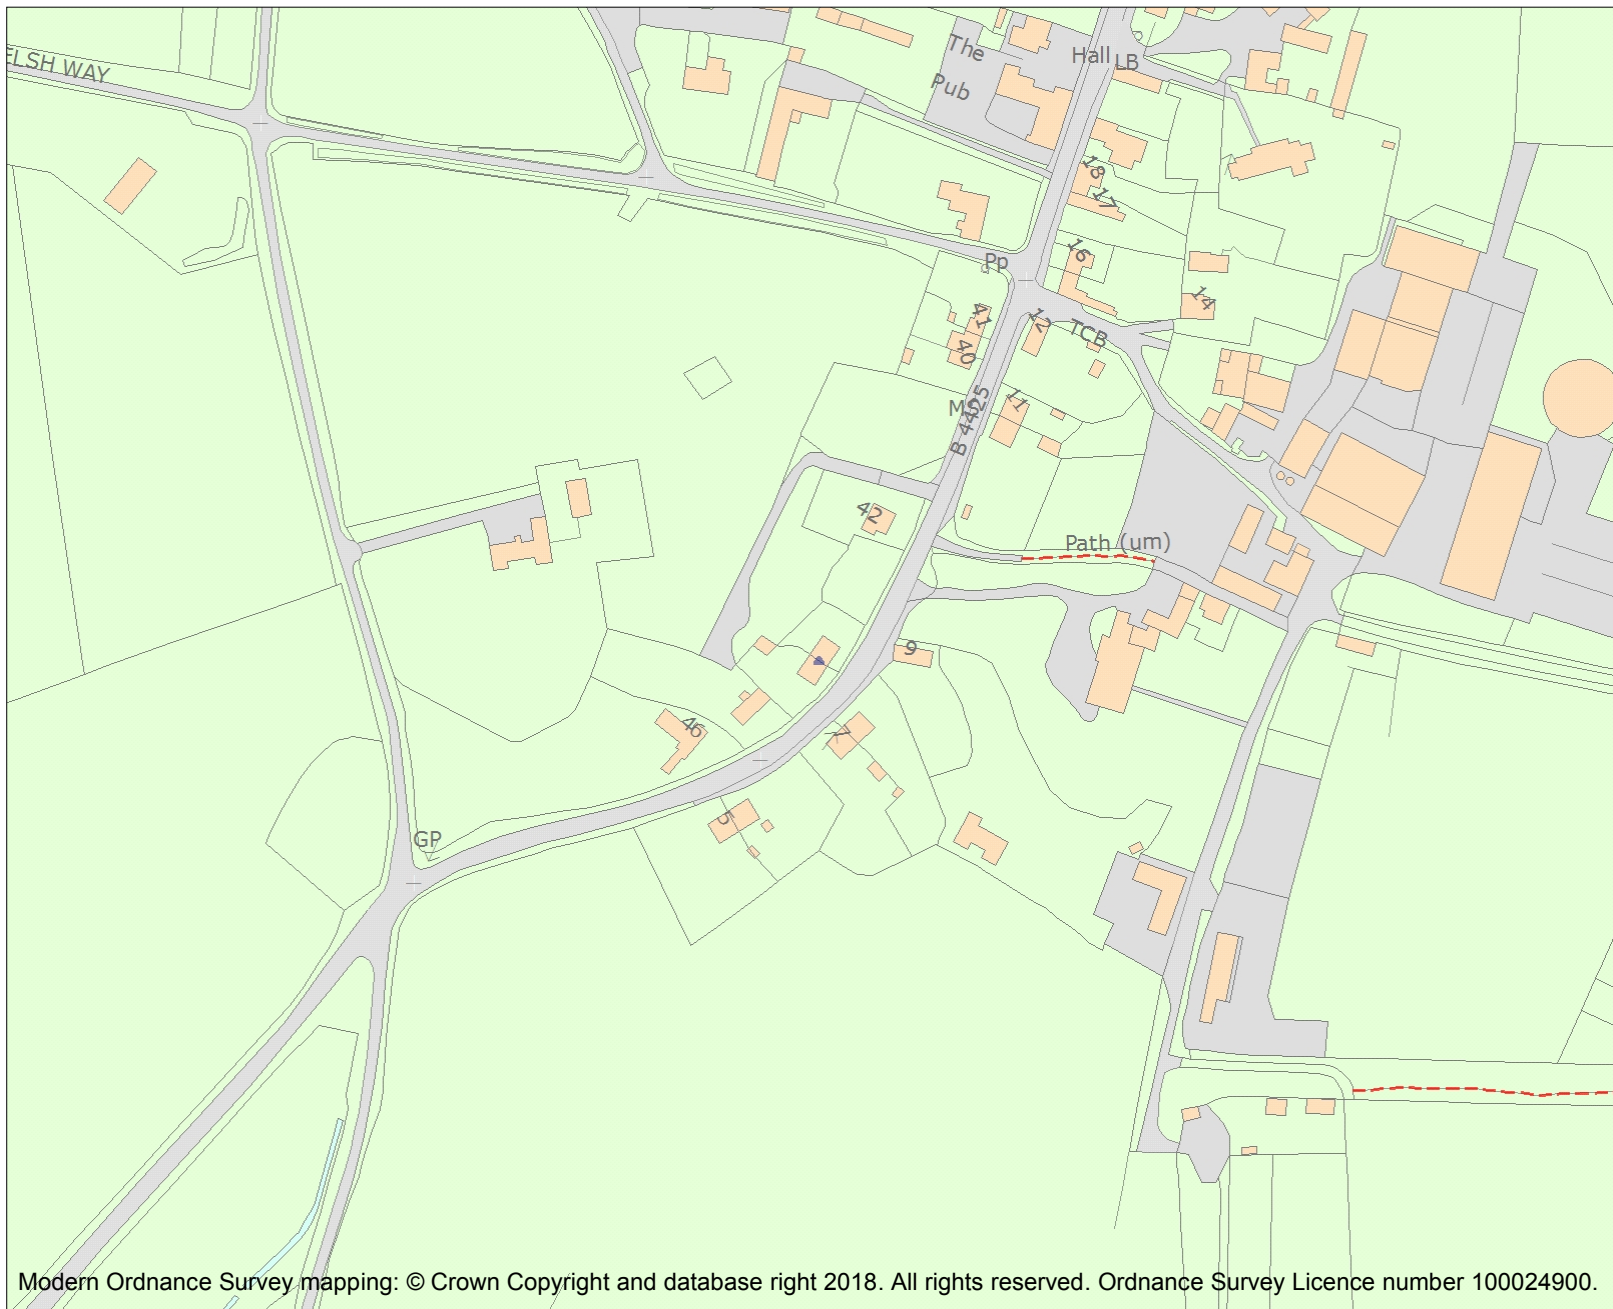 ELSH WAY
The
Pub
Hall
LB
18
17
16
Pp
14
41
12
TCB
40
11
B 4425
42
Path (um)
9
46
7
5
GP
Modern Ordnance Survey mapping: © Crown Copyright and database right 2018. All rights reserved. Ordnance Survey Licence number 100024900.